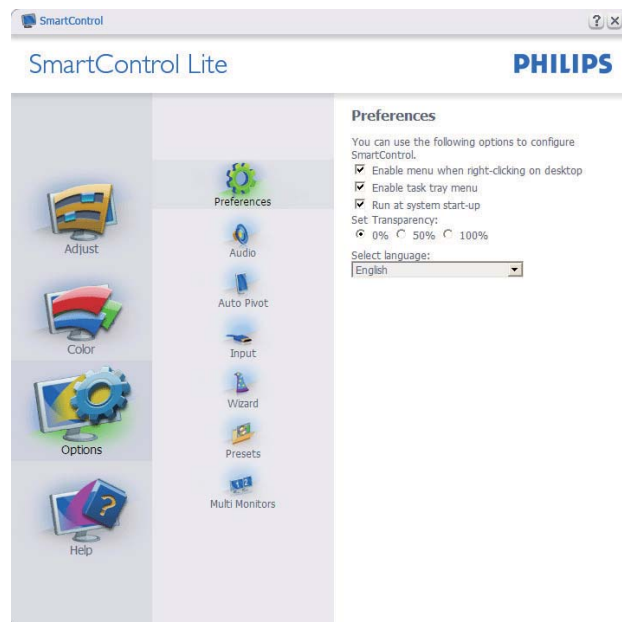 SmartControl
SmartControl Lite
PHILIPS
Adjust
Color
Options
Help
Preferences
Audio
Auto Pivot
Input
Wizard
Presets
Multi Monitors
Preferences
You can use the following options to configure
SmartControl.
Enable menu when right-clicking on desktop
Enable task tray menu
Run at system start-up
Set Transparency:
0% 50% 100%
Select language:
English